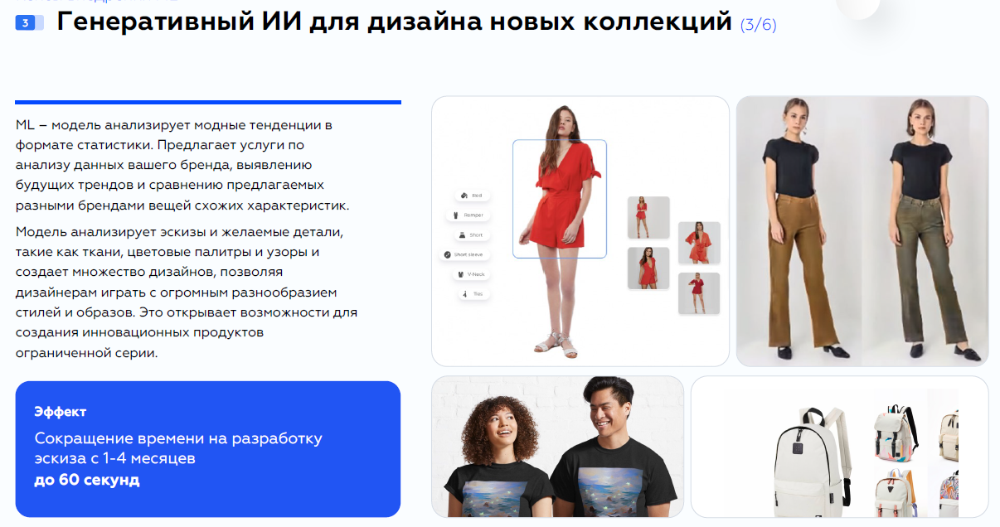 3 Генеративный ИИ для дизайна новых коллекций (3/6)
ML – модель анализирует модные тенденции в
формате статистики. Предлагает услуги по
анализу данных вашего бренда, выявлению
будущих трендов и сравнению предлагаемых
разными брендами вещей схожих характеристик.
Модель анализирует эскизы и желаемые детали,
такие как ткани, цветовые палитры и узоры и
создает множество дизайнов, позволяя
дизайнерам играть с огромным разнообразием
стилей и образов. Это открывает возможности для
создания инновационных продуктов
ограниченной серии.
Эффект
Сокращение времени на разработку
эскиза с 1-4 месяцев
до 60 секунд
Red
Romper
Short
Short sleeve
V-Neck
Ties